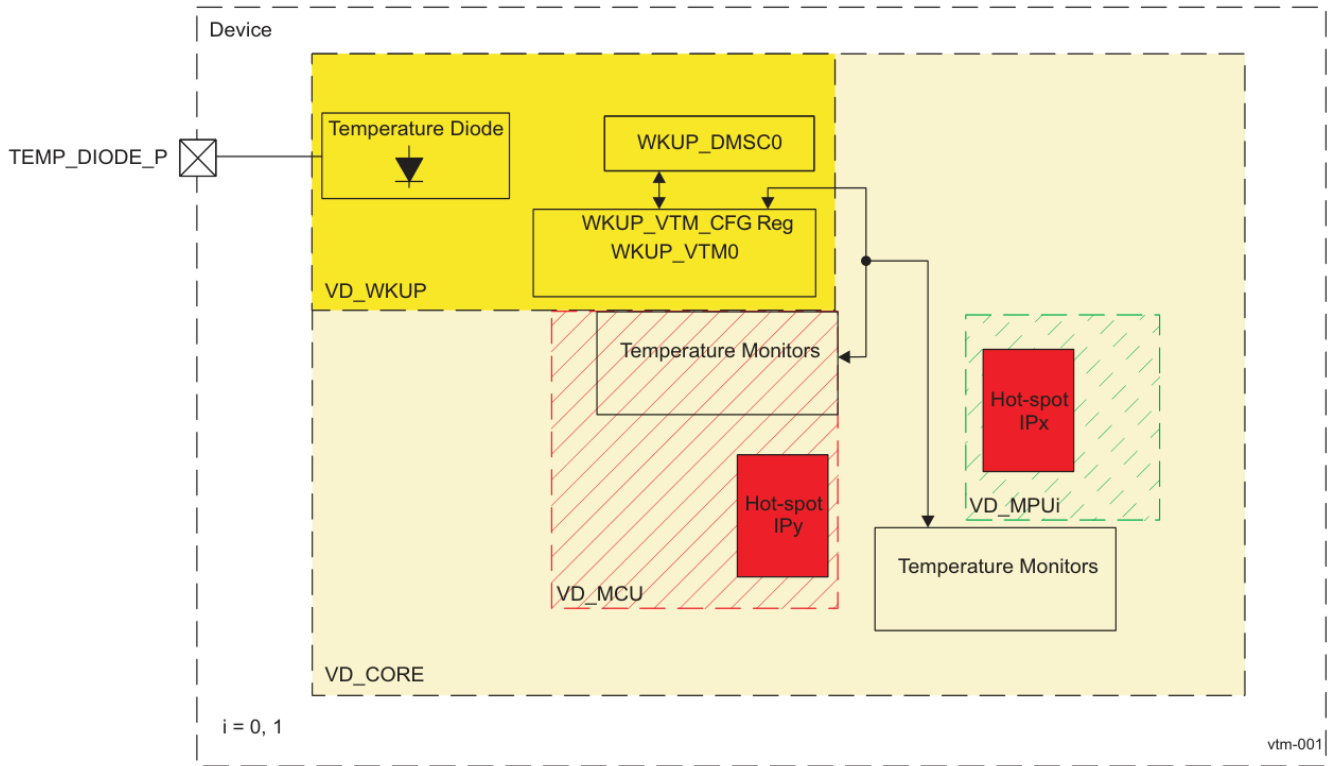 Device
Temperature Diode
TEMP_DIODE_P
WKUP_DMSC0
WKUP_VTM_CFG Reg
WKUP_VTM0
VD_WKUP
Temperature Monitors
Hot-spot
IPx
VD_MPUi
Hot-spot
IPy
Temperature Monitors
VD_MCU
VD_CORE
i = 0, 1
vtm-001